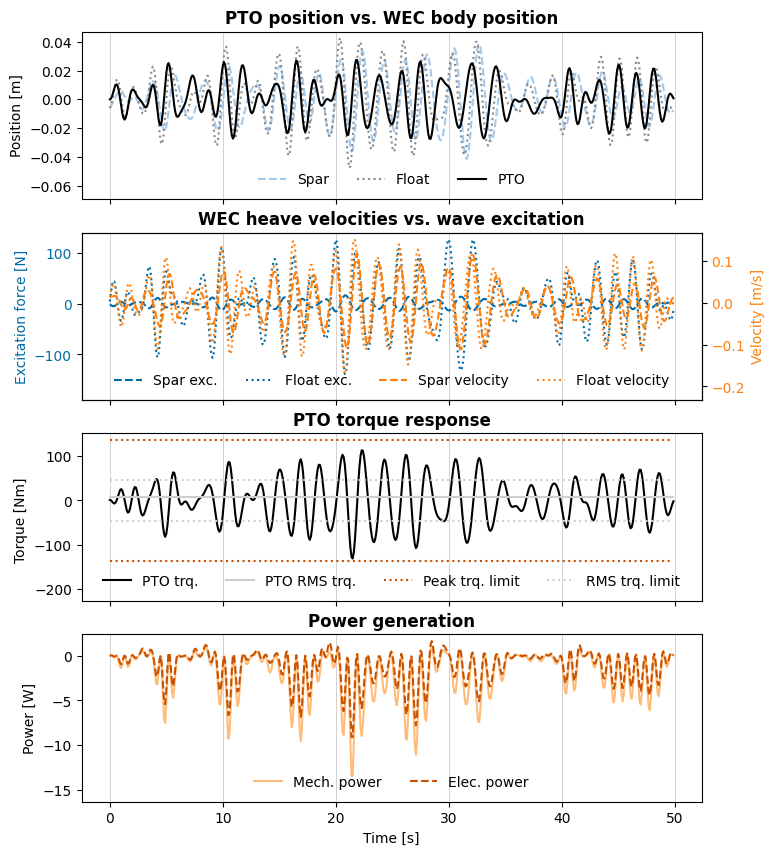 PTO position vs. WEC body position
0.04
0.02
0.00
−0.02
−0.04
−0.06
Position [m]
Spar Float PTO
WEC heave velocities vs. wave excitation
100
0
−100
Excitation force [N]
0.1
0.0
−0.1
−0.2
Velocity [m/s]
Spar exc. Float exc. Spar velocity Float velocity
PTO torque response
100
0
−100
−200
Torque [Nm]
PTO trq. PTO RMS trq. Peak trq. limit RMS trq. limit
Power generation
0
−5
−10
−15
Power [W]
Mech. power Elec. power
0 10 20 30 40 50
Time [s]